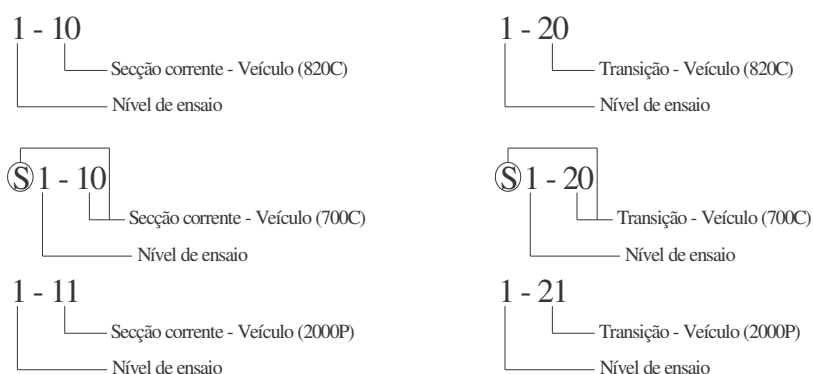 1 - 10
Secção corrente - Veículo (820C)
Nível de ensaio
1 - 20
Transição - Veículo (820C)
Nível de ensaio
S 1 - 10
Secção corrente - Veículo (700C)
Nível de ensaio
S 1 - 20
Transição - Veículo (700C)
Nível de ensaio
1 - 11
Secção corrente - Veículo (2000P)
Nível de ensaio
1 - 21
Transição - Veículo (2000P)
Nível de ensaio